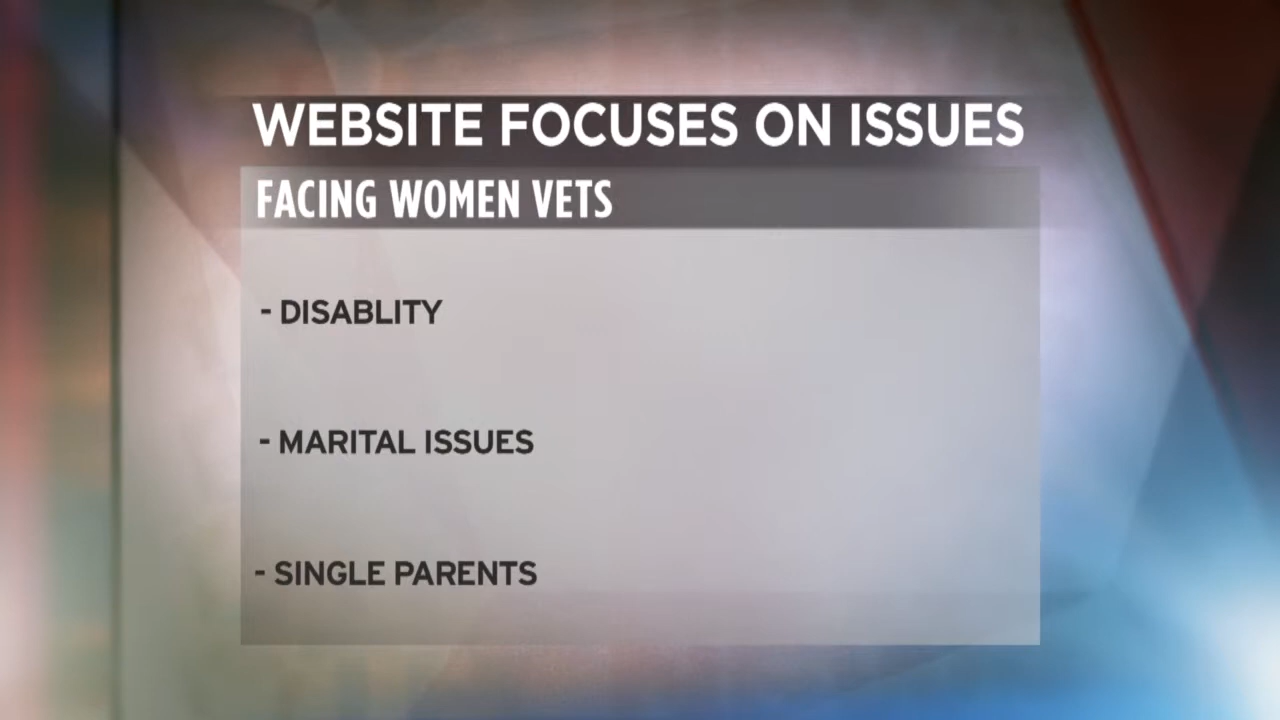 WEBSITE FOCUSES ON ISSUES
FACING WOMEN VETS
- DISABLITY
- MARITAL ISSUES
- SINGLE PARENTS